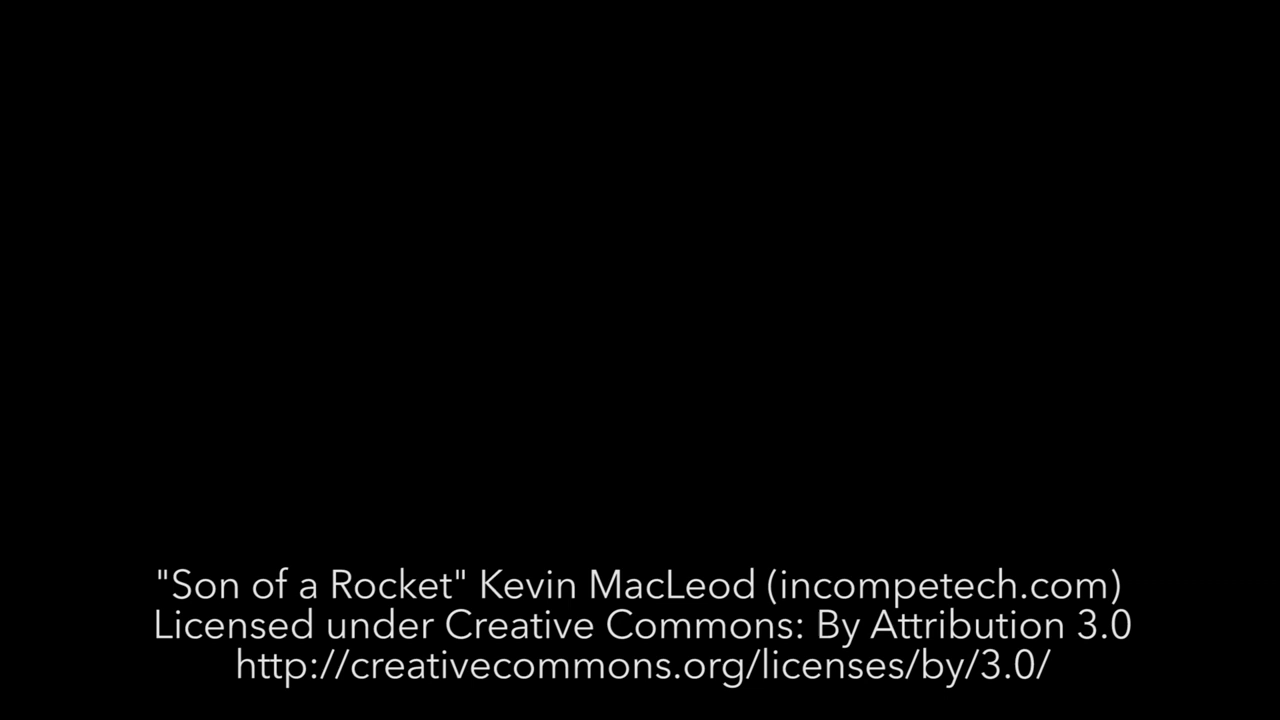 "Son of a Rocket" Kevin MacLeod (incompetech.com)
Licensed under Creative Commons: By Attribution 3.0
http://creativecommons.org/licenses/by/3.0/